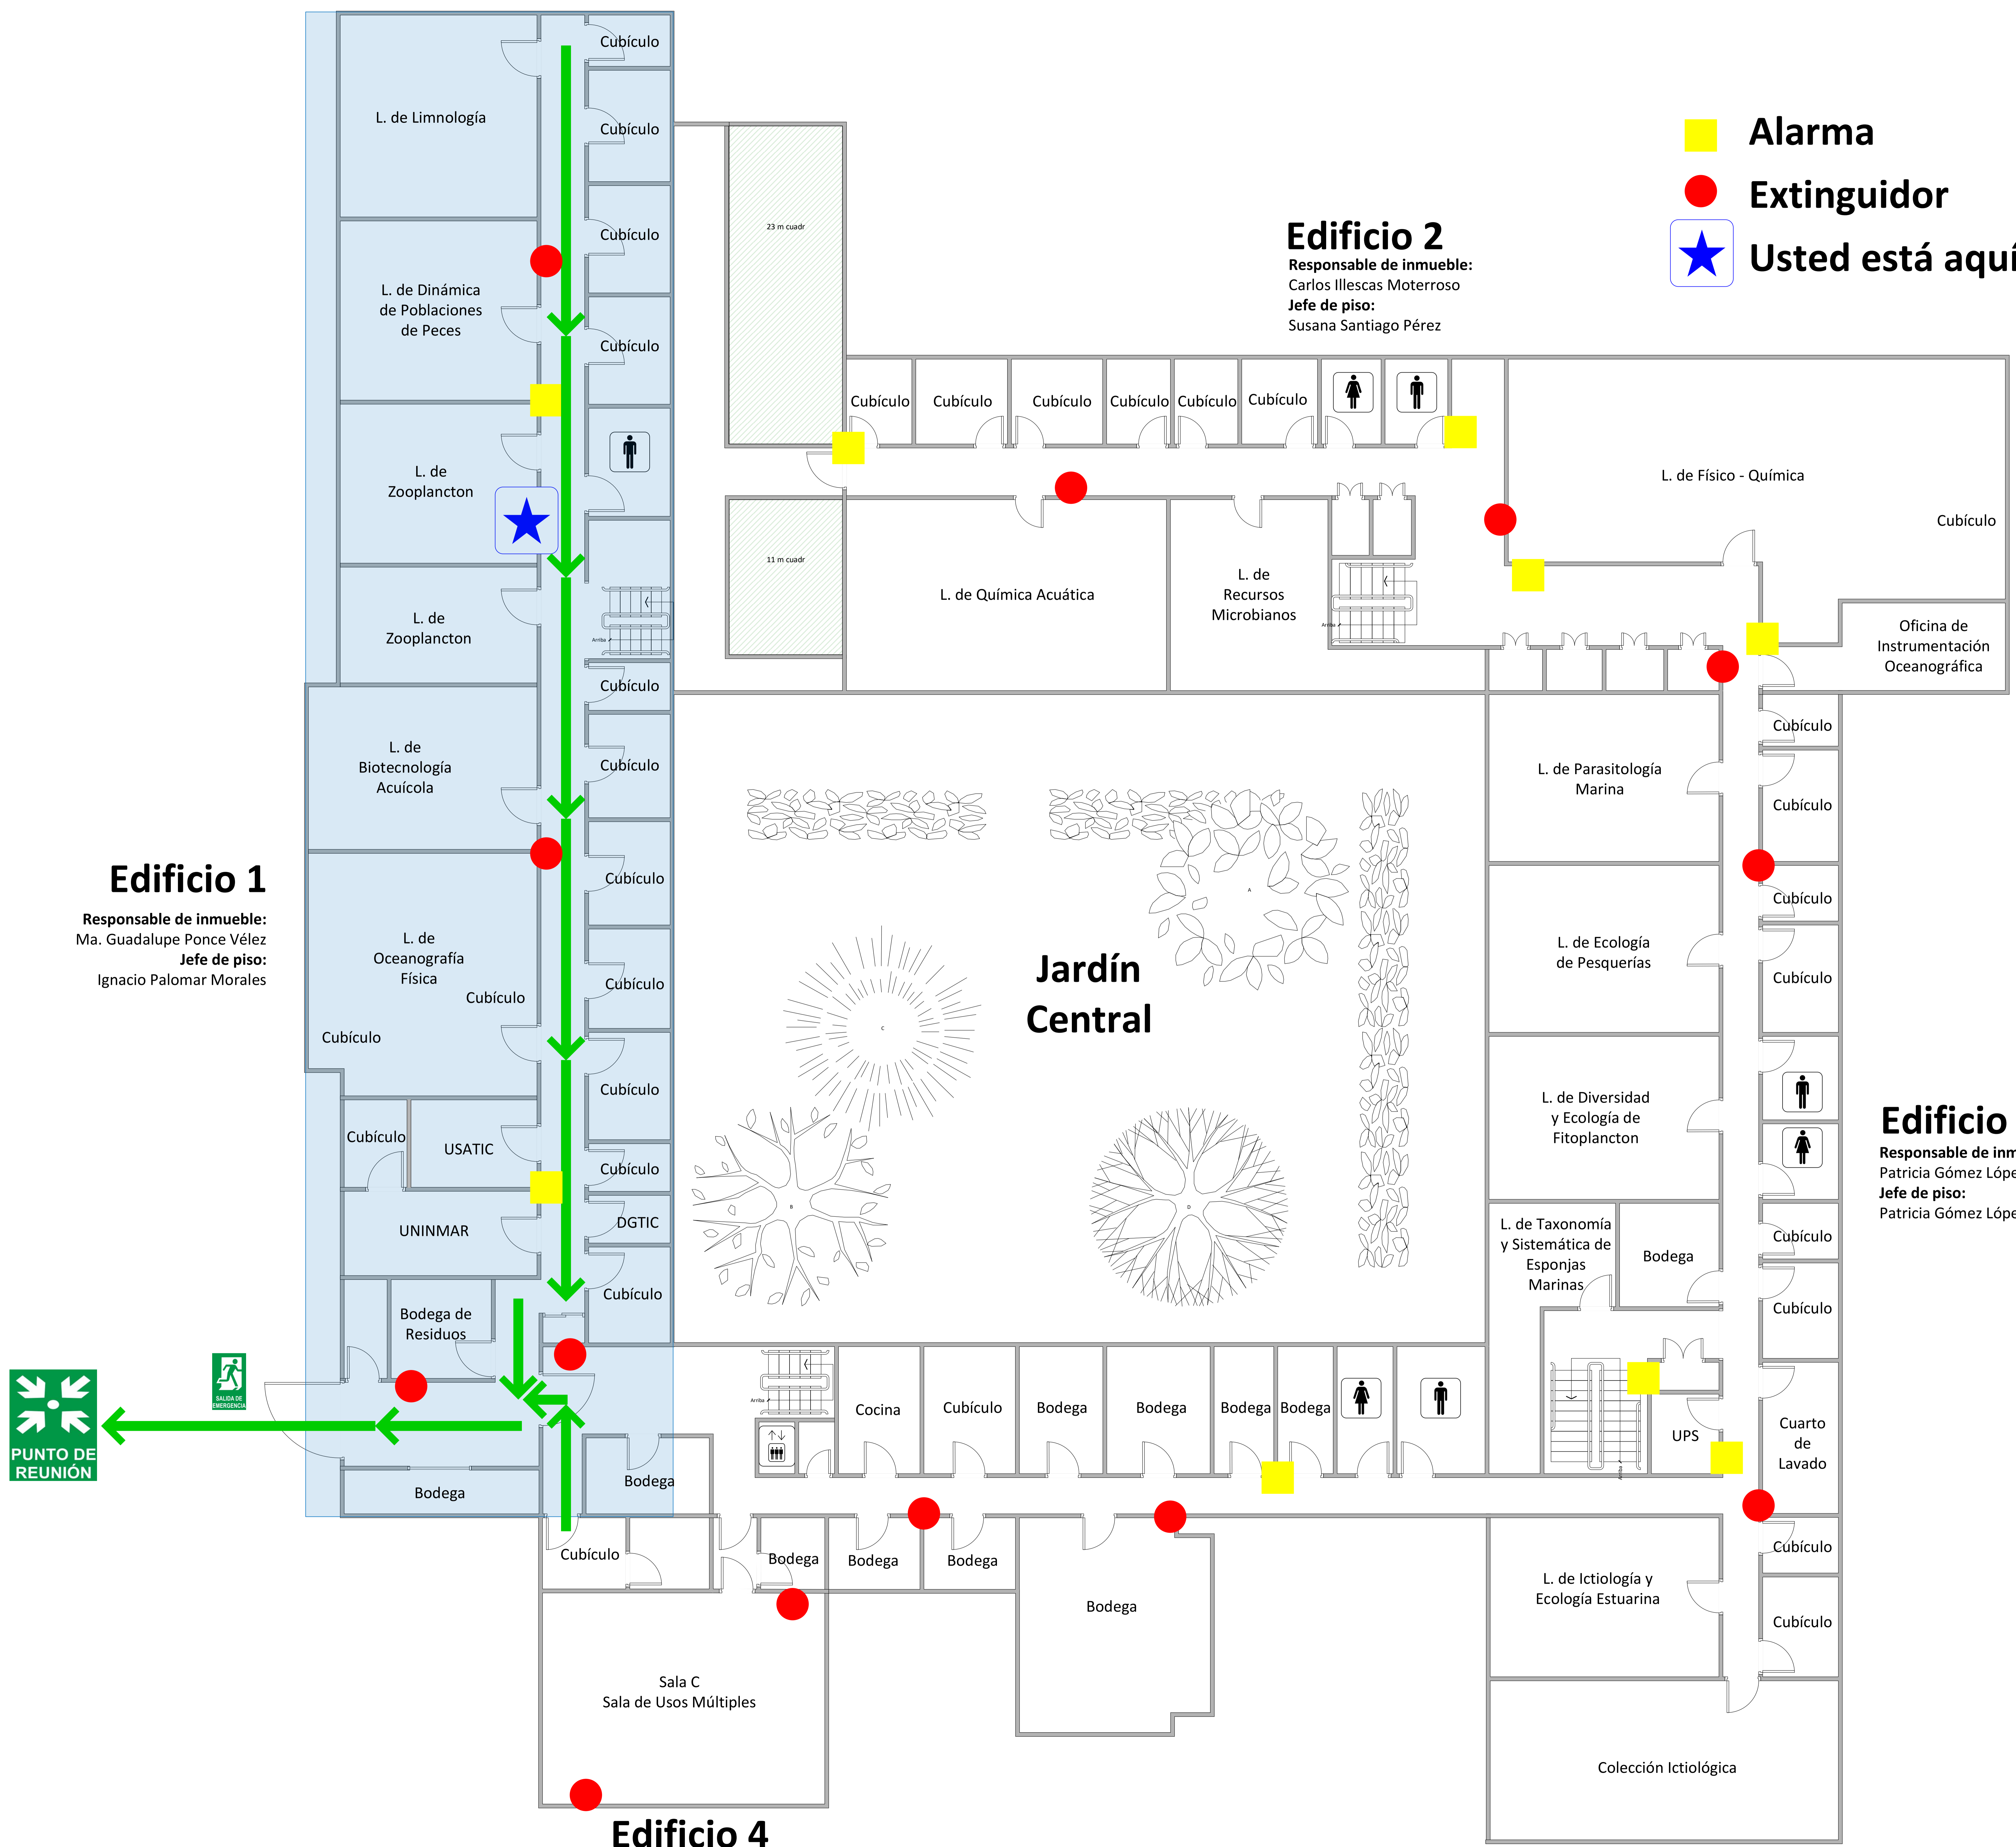 Alarma
Extinguidor
Usted está aquí
Edificio 2
Responsable de inmueble:
Carlos Illescas Moterroso
Jefe de piso:
Susana Santiago Pérez
Cubículo
L. de Limnología
Cubículo
Cubículo
L. de Dinámica
de Poblaciones
de Peces
Cubículo
L. de
Zooplancton
L. de
Zooplancton
Arriba
Cubículo
L. de
Biotecnología
Acuícola
Cubículo
Cubículo
L. de
Oceanografía
Física
Cubículo
Cubículo
Cubículo
Cubículo
Cubículo
USATIC
Cubículo
UNINMAR
DGTIC
Cubículo
Bodega de
Residuos
Bodega
Bodega
Edificio 1
Responsable de inmueble:
Ma. Guadalupe Ponce Vélez
Jefe de piso:
Ignacio Palomar Morales
SALIDA DE
EMERGENCIA
PUNTO DE
REUNIÓN
23 m cuadr
11 m cuadr
Cubículo
Cubículo
Cubículo
Cubículo
Cubículo
Cubículo
L. de Físico - Química
Cubículo
L. de Química Acuática
L. de
Recursos
Microbianos
Arriba
Oficina de
Instrumentación
Oceanográfica
Jardín
Central
A
C
B
D
Cubículo
L. de Parasitología
Marina
Cubículo
Cubículo
L. de Ecología
de Pesquerías
Cubículo
L. de Diversidad
y Ecología de
Fitoplancton
Edificio
Responsable de inm
Patricia Gómez Lópe
Jefe de piso:
Patricia Gómez Lópe
L. de Taxonomía
y Sistemática de
Esponjas
Marinas
Bodega
Cubículo
Cubículo
UPS
Arriba
Cuarto
de
Lavado
Arriba
Cocina
Cubículo
Bodega
Bodega
Bodega
Bodega
Cubículo
Bodega
Bodega
Bodega
Bodega
L. de Ictiología y
Ecología Estuarina
Cubículo
Cubículo
Sala C
Sala de Usos Múltiples
Colección Ictiológica
Edificio 4